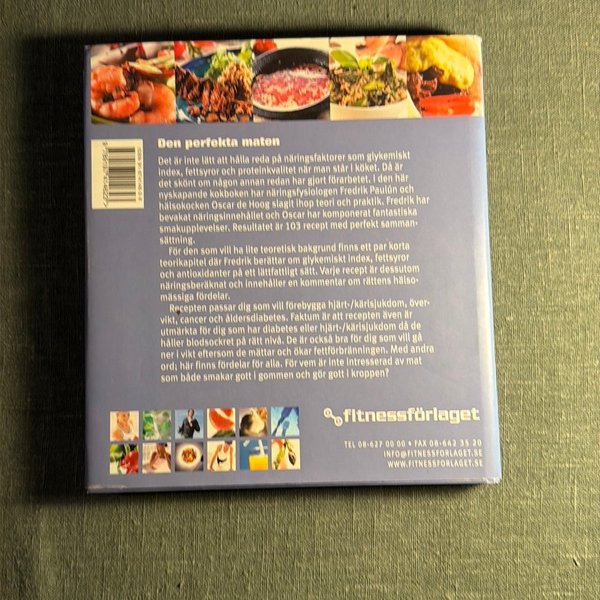 Den perfekta maten
Det är inte lätt att hålla reda på näringsfaktorer som glykemiskt
index, fettsyror och proteinkvalitet när man står i köket. Då är
det skönt om någon annan redan har gjort förarbetet. I den här
nyskapande kokboken har näringsfysiologen Fredrik Paulún och
hälsokocken Oscar de Hoog slagit ihop teori och praktik. Fredrik har
bevakat näringsinnehållet och Oscar har komponerat fantastiska
smakupplevelser. Resultatet är 103 recept med perfekt samman-
sättning.
För den som vill ha lite teoretisk bakgrund finns ett par korta
teorikapitel där Fredrik berättar om glykemiskt index, fettsyror
och antioxidanter på ett lättfattligt sätt. Varje recept är dessutom
näringsberäknat och innehåller en kommentar om rättens hälso-
mässiga fördelar.
Recepten passar dig som vill förebygga hjärt-/kärlsjukdom, över-
vikt, cancer och åldersdiabetes. Faktum är att recepten även är
utmärkta för dig som har diabetes eller hjärt-/kärlsjukdom då de
håller blodsockret på rätt nivå. De är också bra för dig som vill gå
ner i vikt eftersom de mättar och ökar fettförbränningen. Med andra
ord; här finns fördelar för alla. För vem är inte intresserad av mat
som både smakar gott i gommen och gör gott i kroppen?
fitnessförlaget
TEL 08-627 00 00 • FAX 08-642 35 20
INFO@FITNESSFORLAGET.SE
WWW.FITNESSFORLAGET.SE